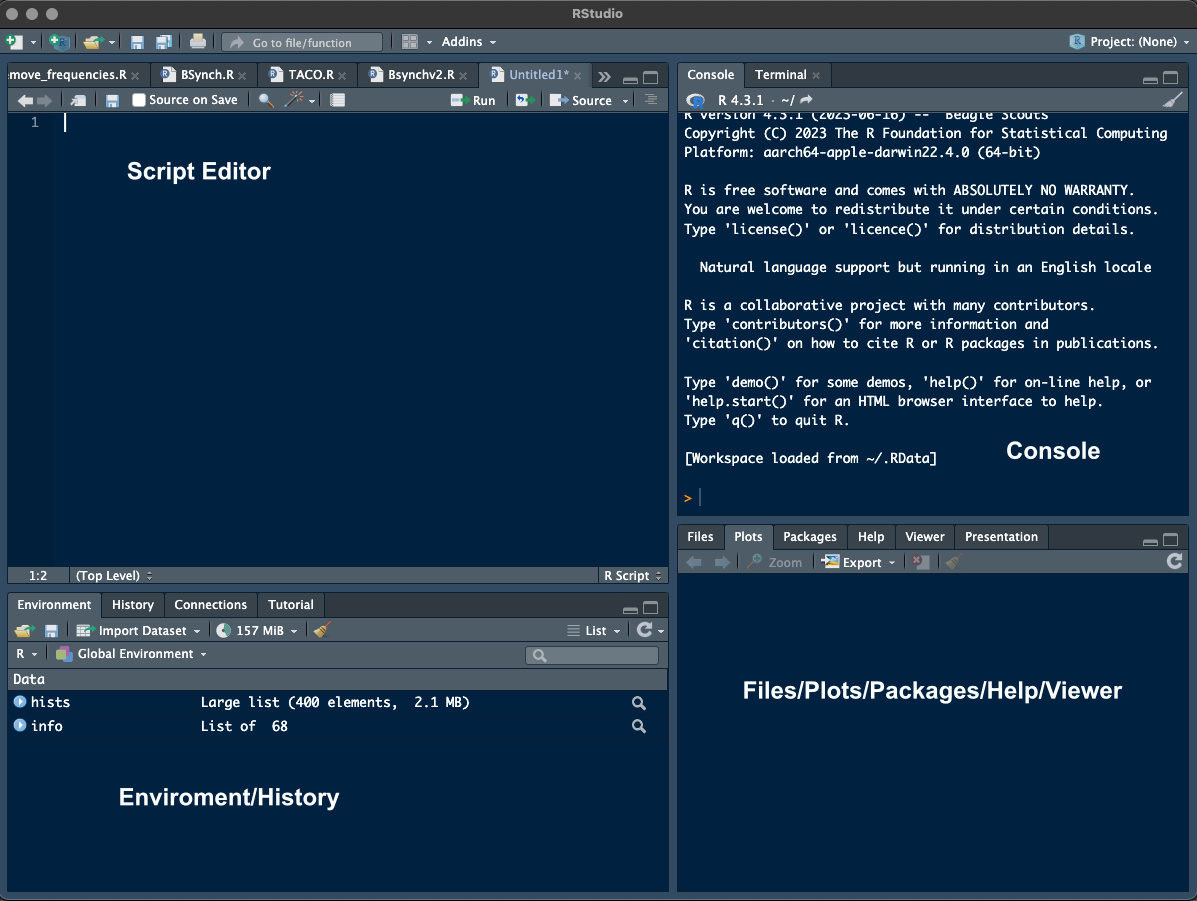 RStudio
Go to file/function
Addins
Project: (None)
emove_frequencies.R
BSynch.R
TACO.R
Bsynchv2.R
Untitled1*
Source on Save
Run
Source
1
Script Editor
1:2
(Top Level)
R Script
Console
Terminal
R 4.3.1 · ~/
R version 4.3.1 (2023-06-16) -- "Beagle Scouts"
Copyright (C) 2023 The R Foundation for Statistical Computing
Platform: aarch64-apple-darwin22.4.0 (64-bit)
R is free software and comes with ABSOLUTELY NO WARRANTY.
You are welcome to redistribute it under certain conditions.
Type 'license()' or 'licence()' for distribution details.
Natural language support but running in an English locale
R is a collaborative project with many contributors.
Type 'contributors()' for more information and
'citation()' on how to cite R or R packages in publications.
Type 'demo()' for some demos, 'help()' for on-line help, or
'help.start()' for an HTML browser interface to help.
Type 'q()' to quit R.
[Workspace loaded from ~/.RData]
Console
>
Environment
History
Connections
Tutorial
Import Dataset
157 MiB
List
R
Global Environment
Data
hists Large list (400 elements, 2.1 MB)
info List of 68
Enviroment/History
Files
Plots
Packages
Help
Viewer
Presentation
Zoom
Export
Files/Plots/Packages/Help/Viewer